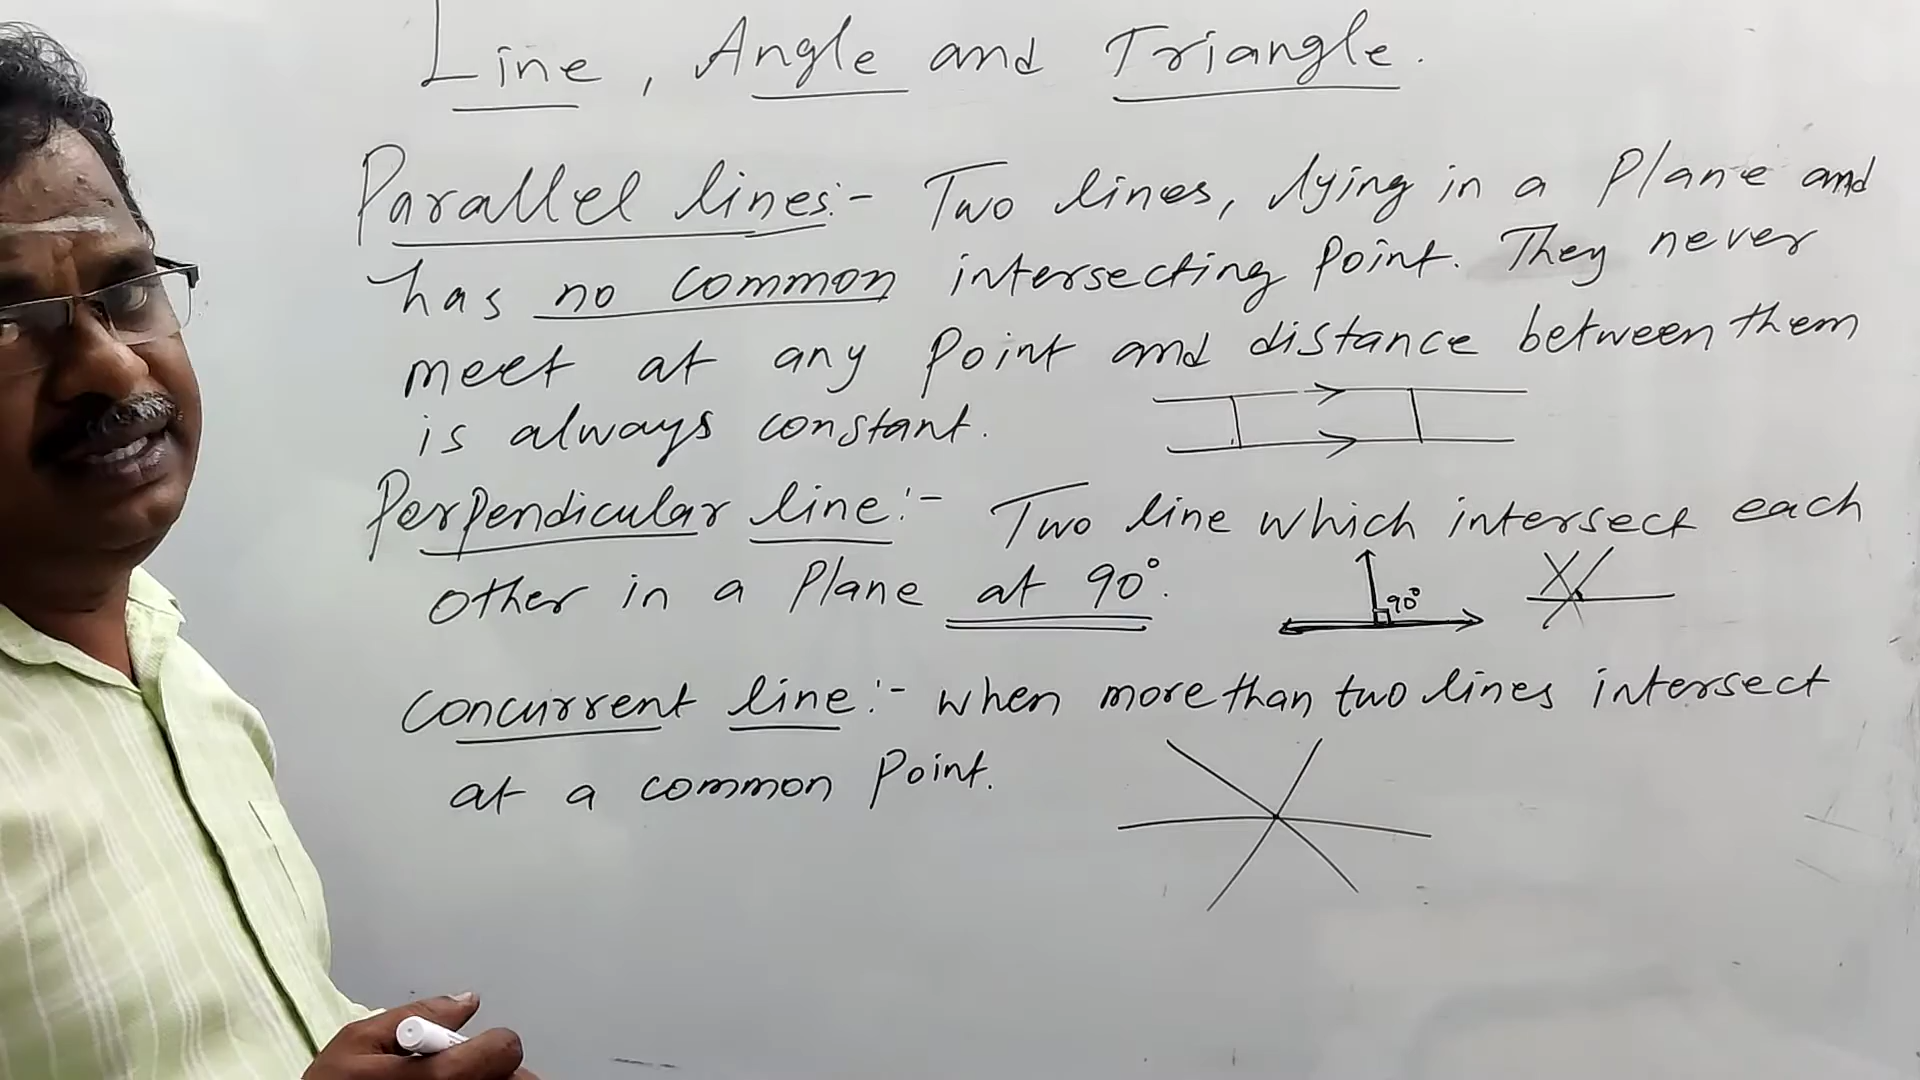 Line, Angle and Triangle.
Parallel lines:- Two lines, lying in a Plane and
has no common intersecting Point. They never
meet at any Point and distance between them
is always constant.
Perpendicular line:- Two line which intersect each
other in a Plane at 90°.
90°
Concurrent line:- when more than two lines intersect
at a common Point.